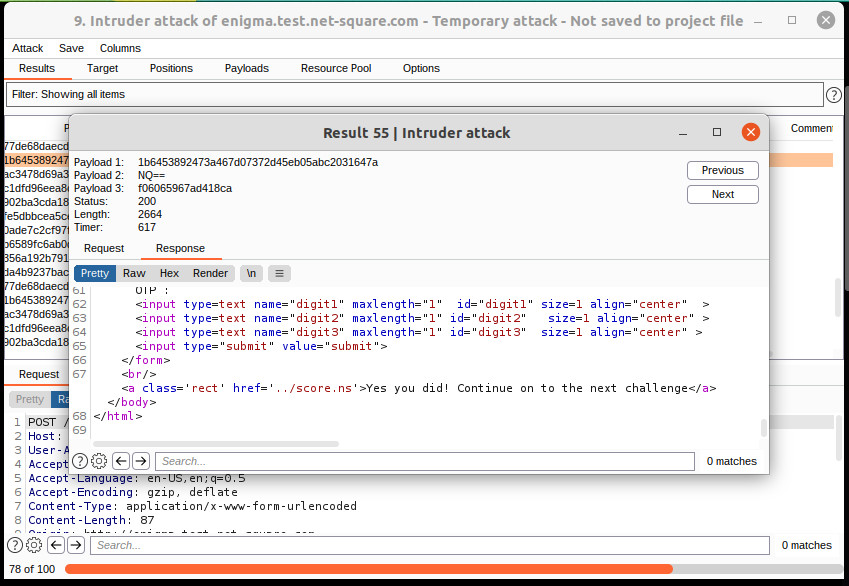 9. Intruder attack of enigma.test.net-square.com - Temporary attack - Not saved to project file
Attack Save Columns
Results Target Positions Payloads Resource Pool Options
Filter: Showing all items
?
Comment
77de68daecd
1b645389247
ac3478d69a3
c1dfd96eea8
902ba3cda18
fe5dbbcea5c
0ade7c2cf97
b6589fc6ab0
356a192b791
da4b9237bac
77de68daecd
1b645389247
ac3478d69a3
c1dfd96eea8
902ba3cda18
Result 55 | Intruder attack
Payload 1: 1b6453892473a467d07372d45eb05abc2031647a
Payload 2: NQ==
Payload 3: f06065967ad418ca
Status: 200
Length: 2664
Timer: 617
Previous
Next
Request Response
Pretty Raw Hex Render \n ≡
61 OTP :
62 <input type=text name="digit1" maxlength="1" id="digit1" size=1 align="center" >
63 <input type=text name="digit2" maxlength="1" id="digit2" size=1 align="center" >
64 <input type=text name="digit3" maxlength="1" id="digit3" size=1 align="center" >
65 <input type="submit" value="submit">
66 </form>
67 <br/>
<a class='rect' href='../score.ns'>Yes you did! Continue on to the next challenge</a>
</body>
68 </html>
69
? Search... 0 matches
Request
Pretty Ra
1 POST /
2 Host:
3 User-A
4 Accept
5 Accept-Language: en-US,en;q=0.5
6 Accept-Encoding: gzip, deflate
7 Content-Type: application/x-www-form-urlencoded
8 Content-Length: 87
? Search... 0 matches
78 of 100